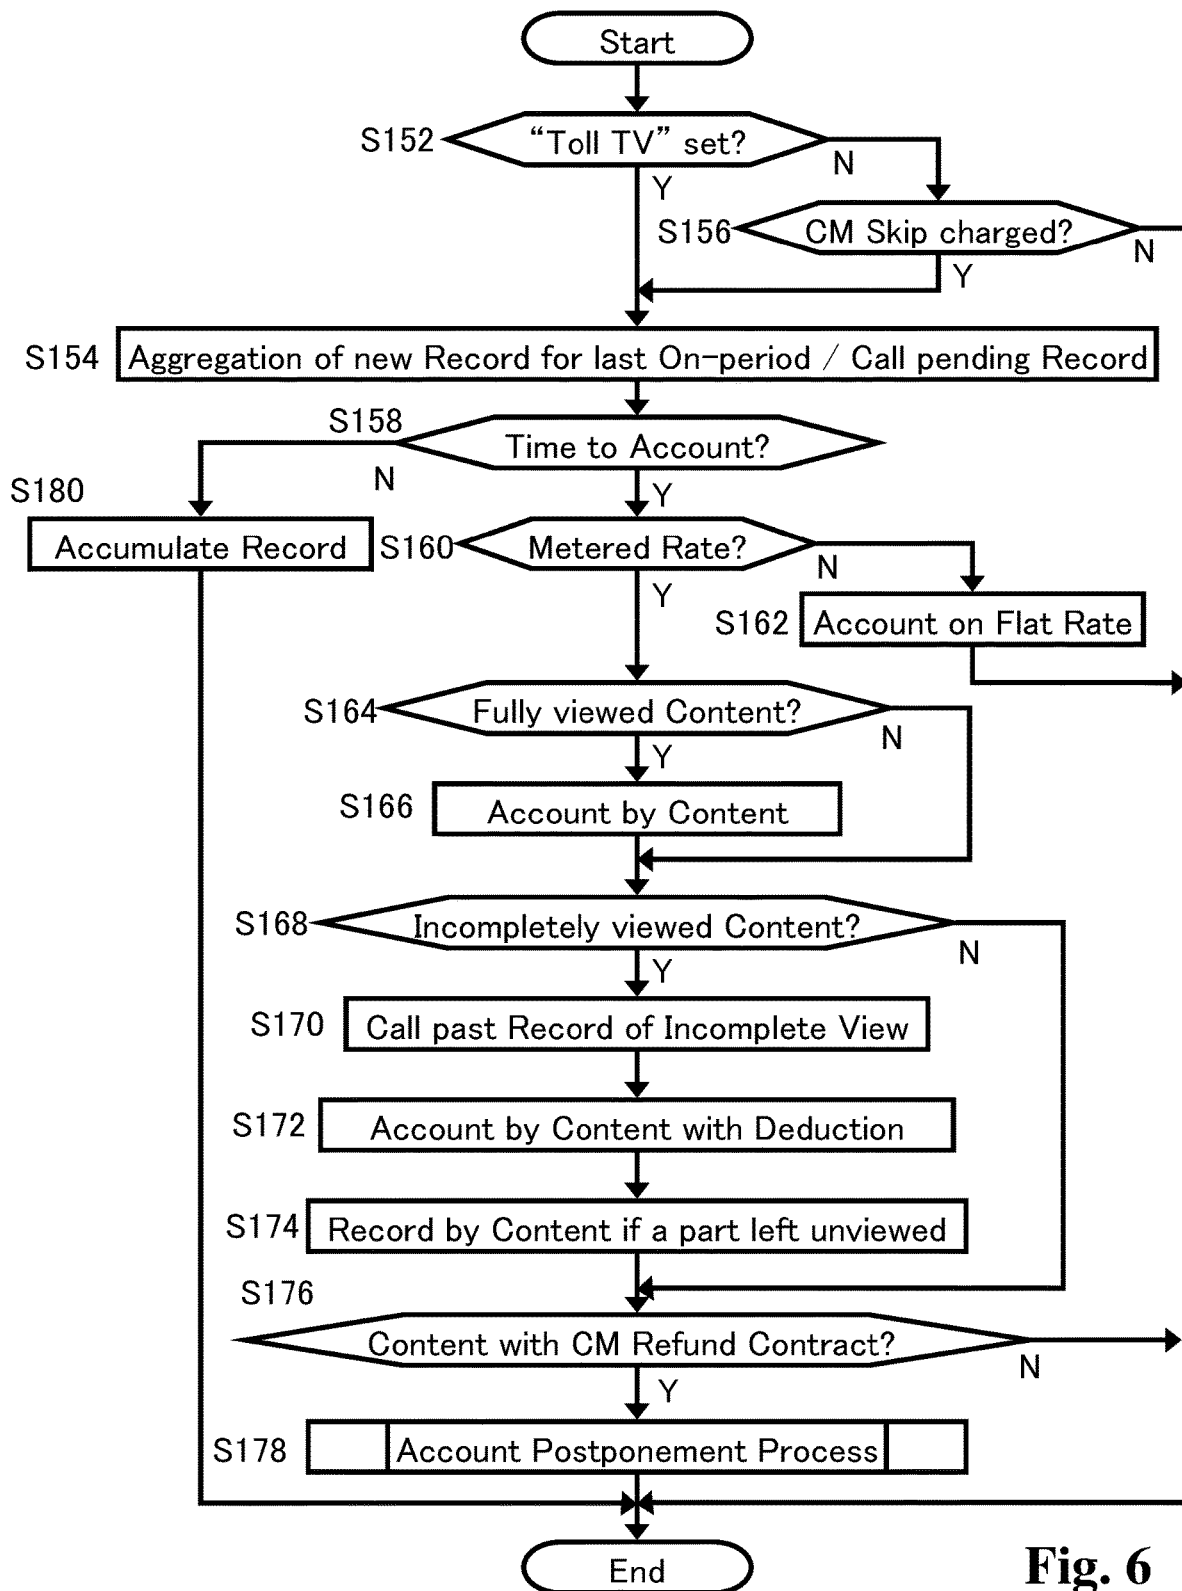 Start
S152 “Toll TV” set?
N
Y
S156 CM Skip charged?
N
Y
S154 Aggregation of new Record for last On-period / Call pending Record
S158
Time to Account?
N
Y
S180
Accumulate Record
S160 Metered Rate?
N
Y
S162 Account on Flat Rate
S164 Fully viewed Content?
N
Y
S166 Account by Content
S168 Incompletely viewed Content?
N
Y
S170 Call past Record of Incomplete View
S172 Account by Content with Deduction
S174 Record by Content if a part left unviewed
S176
Content with CM Refund Contract?
N
Y
S178 Account Postponement Process
End
Fig. 6